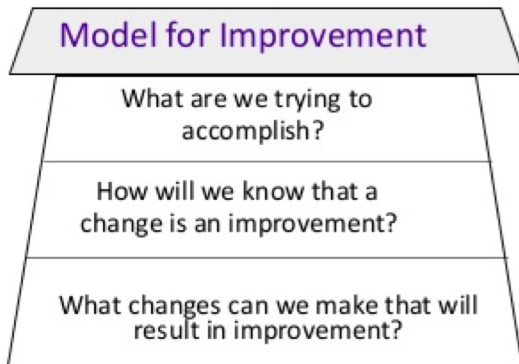 Model for Improvement
What are we trying to
accomplish?
How will we know that a
change is an improvement?
What changes can we make that will
result in improvement?